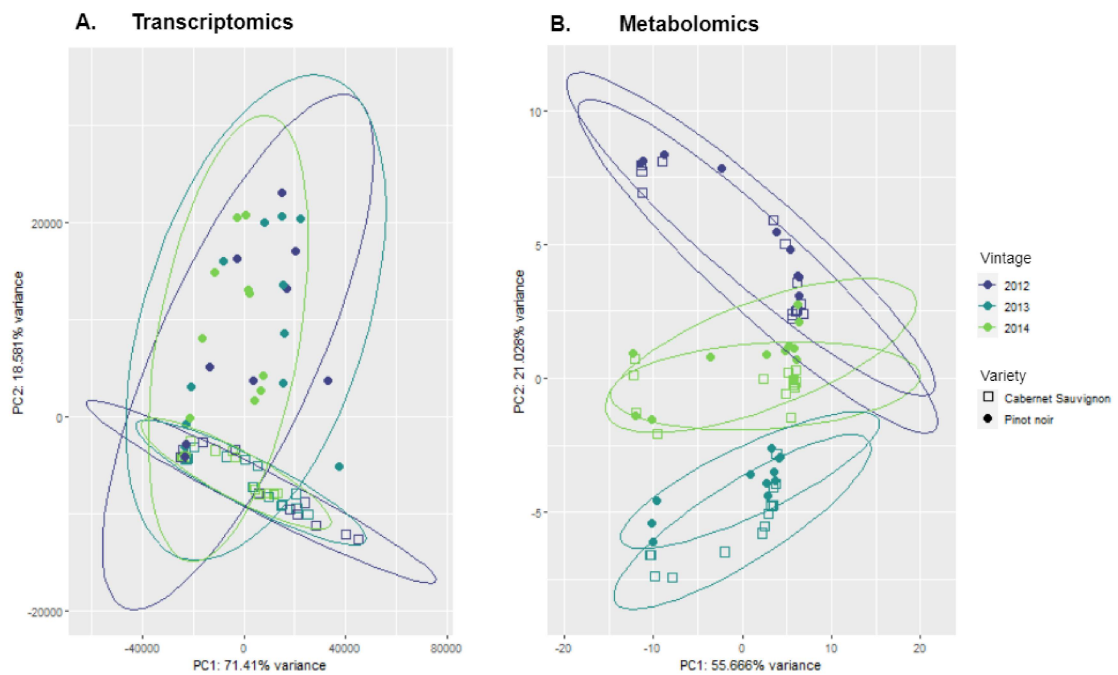 A. Transcriptomics
B. Metabolomics
20000
0
-20000
PC2: 18.581% variance
-40000
0
40000
80000
PC1: 71.41% variance
10
5
0
-5
PC2: 21.028% variance
-20
-10
0
10
20
PC1: 55.666% variance
Vintage
2012
2013
2014
Variety
Cabernet Sauvignon
Pinot noir